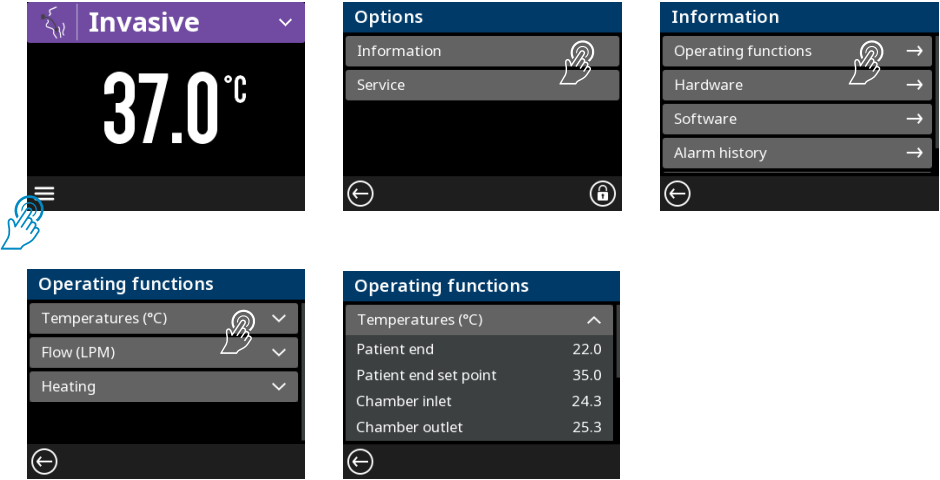 Invasive
37.0 °C
Options
Information
Service
Information
Operating functions
Hardware
Software
Alarm history
Operating functions
Temperatures (°C)
Flow (LPM)
Heating
Operating functions
Temperatures (°C)
Patient end 22.0
Patient end set point 35.0
Chamber inlet 24.3
Chamber outlet 25.3